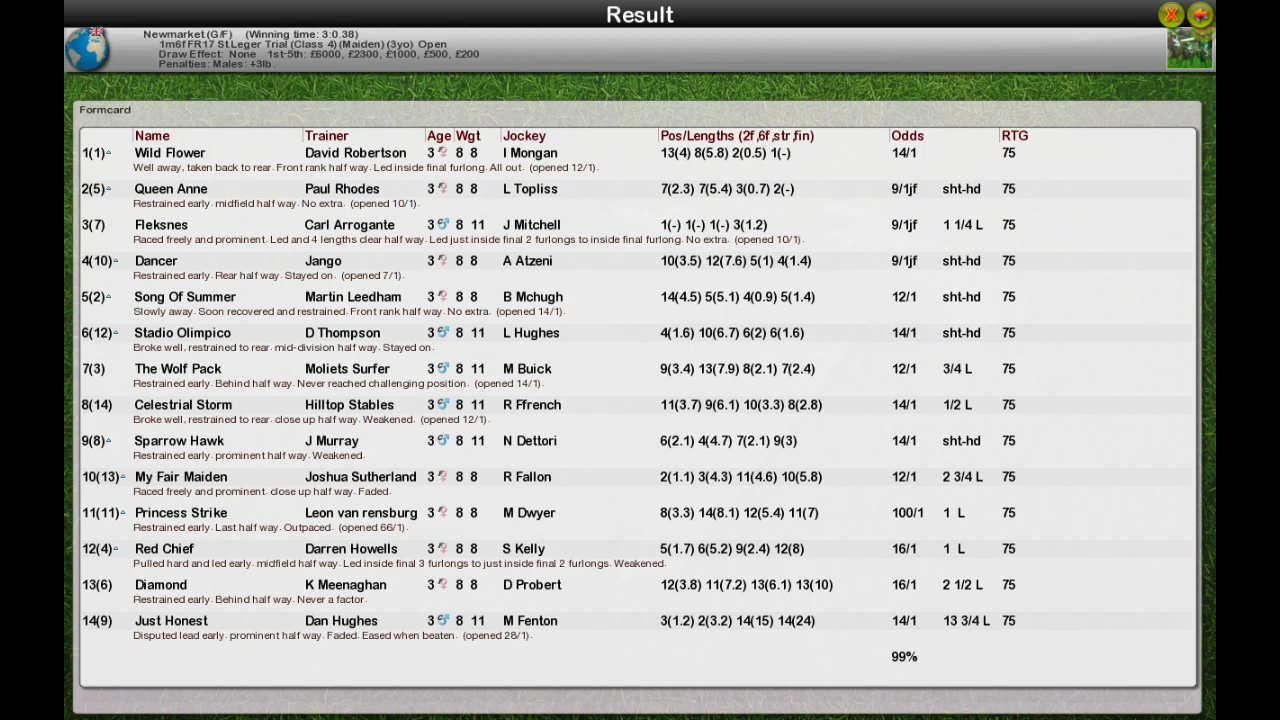 Result
Newmarket (G/F) (Winning time: 3:0.38)
1m6f FR17 St Leger Trial (Class 4) (Maiden) (3yo) Open
Draw Effect: None 1st-5th: £6000, £2300, £1000, £500, £200
Penalties: Males: +3lb.
Formcard
Name Trainer Age Wgt Jockey Pos/Lengths (2f,6f,str,fin) Odds RTG
1(1) Wild Flower David Robertson 3 8 8 I Mongan 13(4) 8(5.8) 2(0.5) 1(-) 14/1 75
Well away, taken back to rear. Front rank half way. Led inside final furlong. All out. (opened 12/1).
2(5) Queen Anne Paul Rhodes 3 8 8 L Topliss 7(2.3) 7(5.4) 3(0.7) 2(-) 9/1jf sht-hd 75
Restrained early. midfield half way. No extra. (opened 10/1).
3(7) Fleksnes Carl Arrogante 3 8 11 J Mitchell 1(-) 1(-) 1(-) 3(1.2) 9/1jf 1 1/4 L 75
Raced freely and prominent. Led and 4 lengths clear half way. Led just inside final 2 furlongs to inside final furlong. No extra. (opened 10/1).
4(10) Dancer Jango 3 8 8 A Atzeni 10(3.5) 12(7.6) 5(1) 4(1.4) 9/1jf sht-hd 75
Restrained early. Rear half way. Stayed on. (opened 7/1).
5(2) Song Of Summer Martin Leedham 3 8 8 B Mchugh 14(4.5) 5(5.1) 4(0.9) 5(1.4) 12/1 sht-hd 75
Slowly away. Soon recovered and restrained. Front rank half way. No extra. (opened 14/1).
6(12) Stadio Olimpico D Thompson 3 8 11 L Hughes 4(1.6) 10(6.7) 6(2) 6(1.6) 14/1 sht-hd 75
Broke well, restrained to rear. mid-division half way. Stayed on.
7(3) The Wolf Pack Moliets Surfer 3 8 11 M Buick 9(3.4) 13(7.9) 8(2.1) 7(2.4) 12/1 3/4 L 75
Restrained early. Behind half way. Never reached challenging position. (opened 14/1).
8(14) Celestrial Storm Hilltop Stables 3 8 11 R Ffrench 11(3.7) 9(6.1) 10(3.3) 8(2.8) 14/1 1/2 L 75
Broke well, restrained to rear. close up half way. Weakened. (opened 12/1).
9(8) Sparrow Hawk J Murray 3 8 11 N Dettori 6(2.1) 4(4.7) 7(2.1) 9(3) 14/1 sht-hd 75
Restrained early. prominent half way. Weakened.
10(13) My Fair Maiden Joshua Sutherland 3 8 8 R Fallon 2(1.1) 3(4.3) 11(4.6) 10(5.8) 12/1 2 3/4 L 75
Raced freely and prominent. close up half way. Faded.
11(11) Princess Strike Leon van rensburg 3 8 8 M Dwyer 8(3.3) 14(8.1) 12(5.4) 11(7) 100/1 1 L 75
Restrained early. Last half way. Outpaced. (opened 66/1).
12(4) Red Chief Darren Howells 3 8 8 S Kelly 5(1.7) 6(5.2) 9(2.4) 12(8) 16/1 1 L 75
Pulled hard and led early. midfield half way. Led inside final 3 furlongs to just inside final 2 furlongs. Weakened.
13(6) Diamond K Meenaghan 3 8 8 D Probert 12(3.8) 11(7.2) 13(6.1) 13(10) 16/1 2 1/2 L 75
Restrained early. Behind half way. Never a factor.
14(9) Just Honest Dan Hughes 3 8 11 M Fenton 3(1.2) 2(3.2) 14(15) 14(24) 14/1 13 3/4 L 75
Disputed lead early. prominent half way. Faded. Eased when beaten. (opened 28/1).
99%